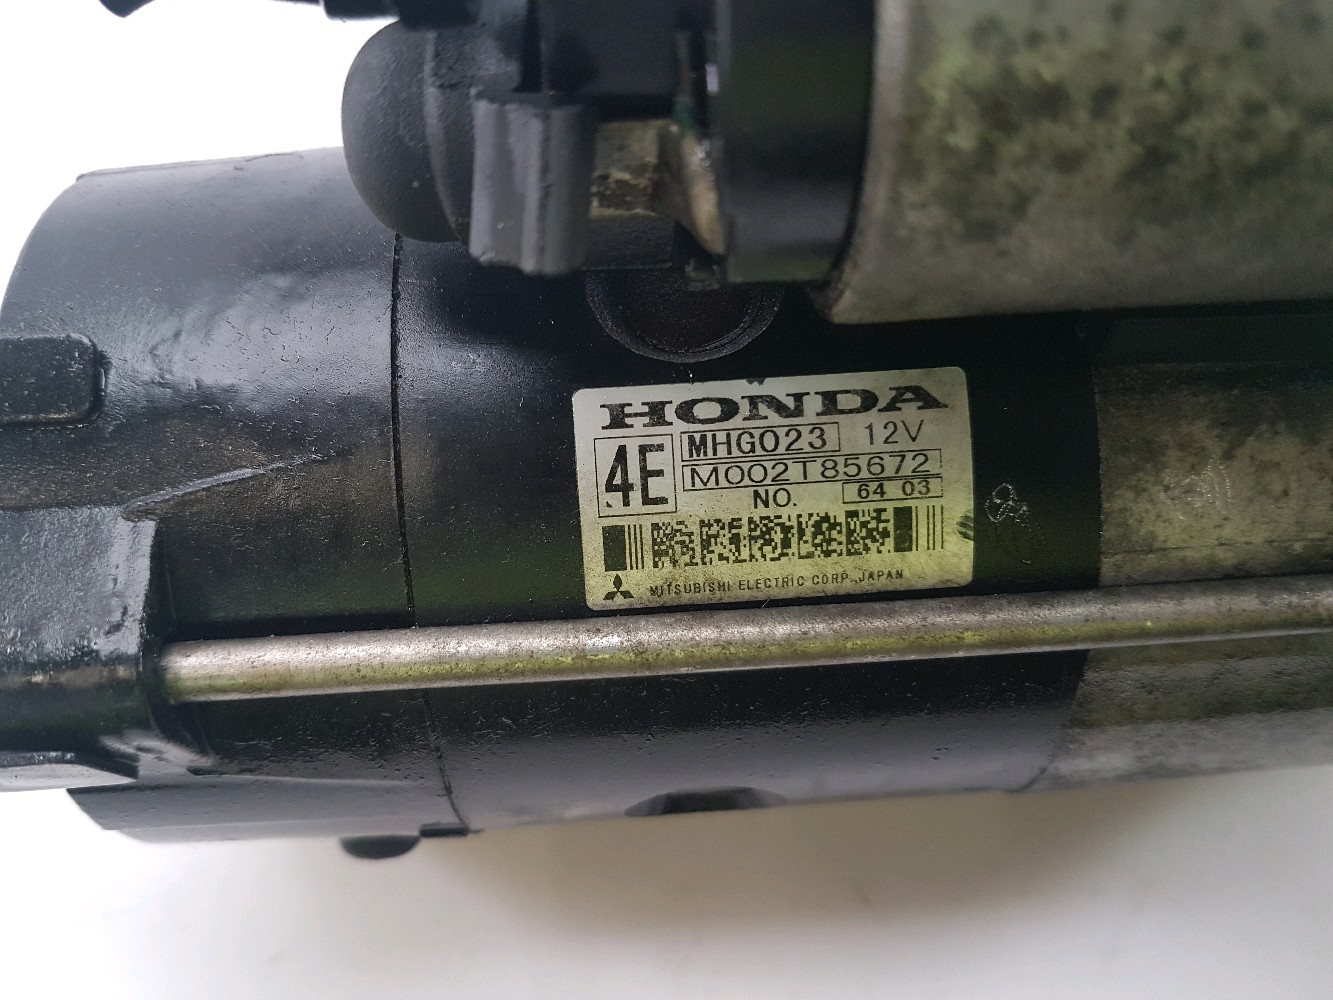 HONDA
4E
MHG023 12V
M002T85672
NO. 64 03
MITSUBISHI ELECTRIC CORP., JAPAN